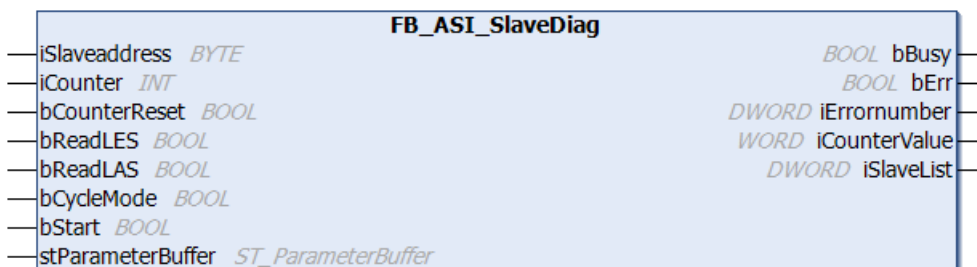 FB_ASI_SlaveDiag
iSlaveaddress BYTE BOOL bBusy
iCounter INT BOOL bErr
bCounterReset BOOL DWORD iErrornumber
bReadLES BOOL WORD iCounterValue
bReadLAS BOOL DWORD iSlaveList
bCycleMode BOOL
bStart BOOL
stParameterBuffer ST_ParameterBuffer